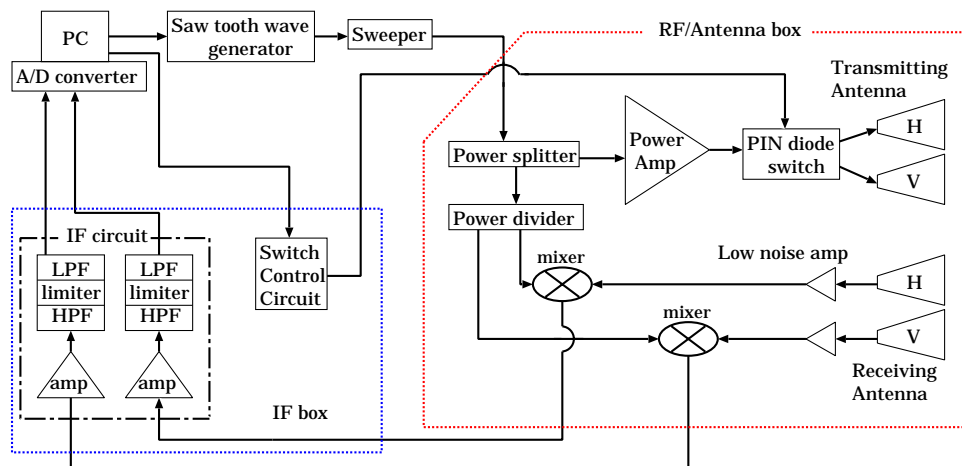 PC
Saw tooth wave
generator
Sweeper
RF/Antenna box
A/D converter
Transmitting
Antenna
H
Power
Amp
PIN diode
switch
Power splitter
V
Power divider
IF circuit
Switch
Control
Circuit
mixer
Low noise amp
LPF
limiter
HPF
LPF
limiter
HPF
H
mixer
V
amp
amp
Receiving
Antenna
IF box